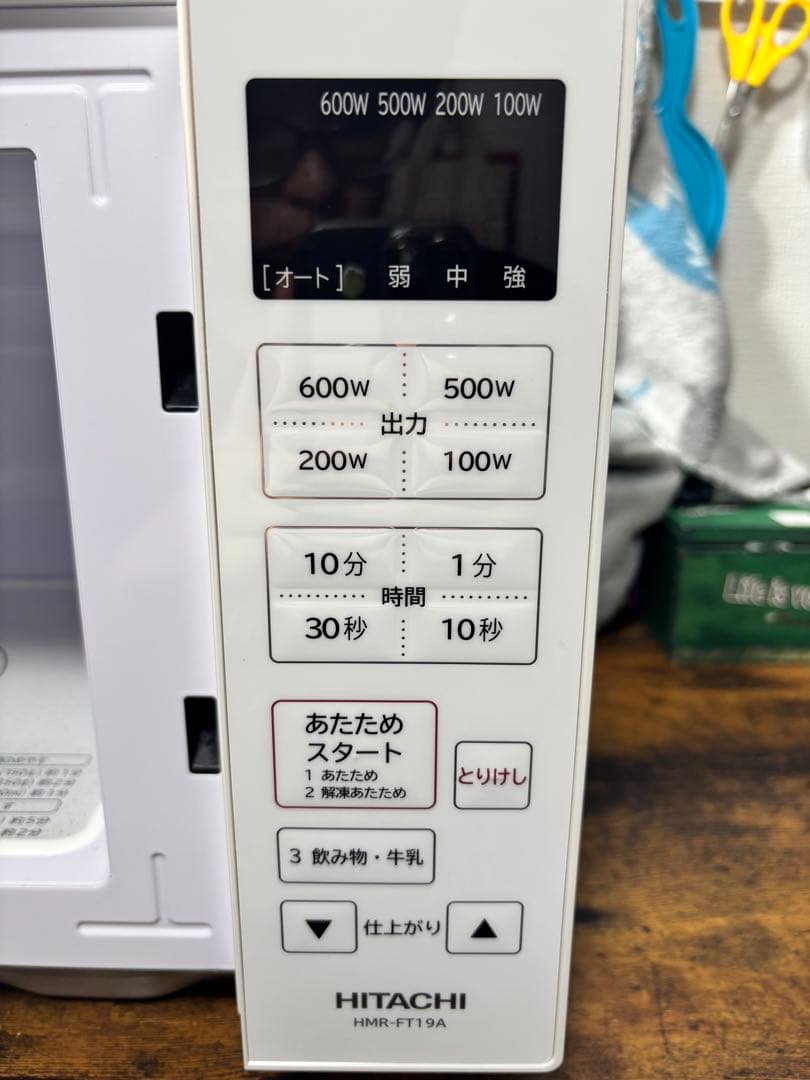 600W 500W 200W 100W
[オート] 弱 中 強
600W 500W
出力
200W 100W
10分 1分
時間
30秒 10秒
あたため
スタート
1 あたため
2 解凍あたため
とりけし
3 飲み物・牛乳
▼ 仕上がり ▲
HITACHI
HMR-FT19A
Life is